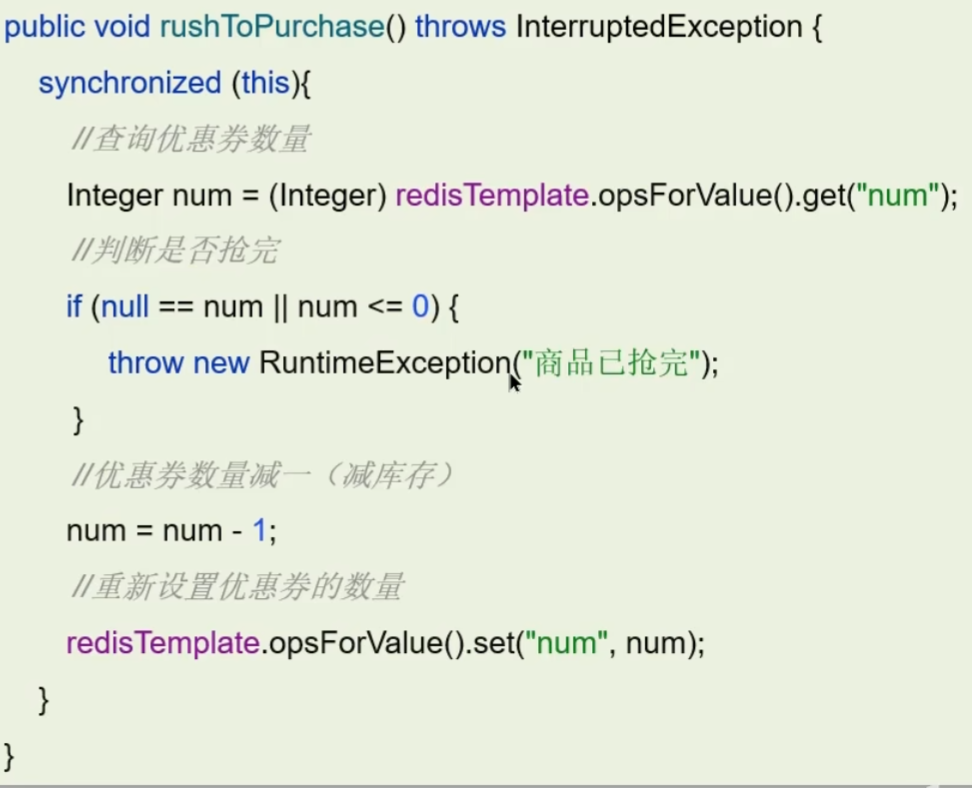 public void rushToPurchase() throws InterruptedException {
synchronized (this){
//查询优惠券数量
Integer num = (Integer) redisTemplate.opsForValue().get("num");
//判断是否抢完
if (null == num || num <= 0) {
throw new RuntimeException("商品已抢完");
}
//优惠券数量减一（减库存）
num = num - 1;
//重新设置优惠券的数量
redisTemplate.opsForValue().set("num", num);
}
}